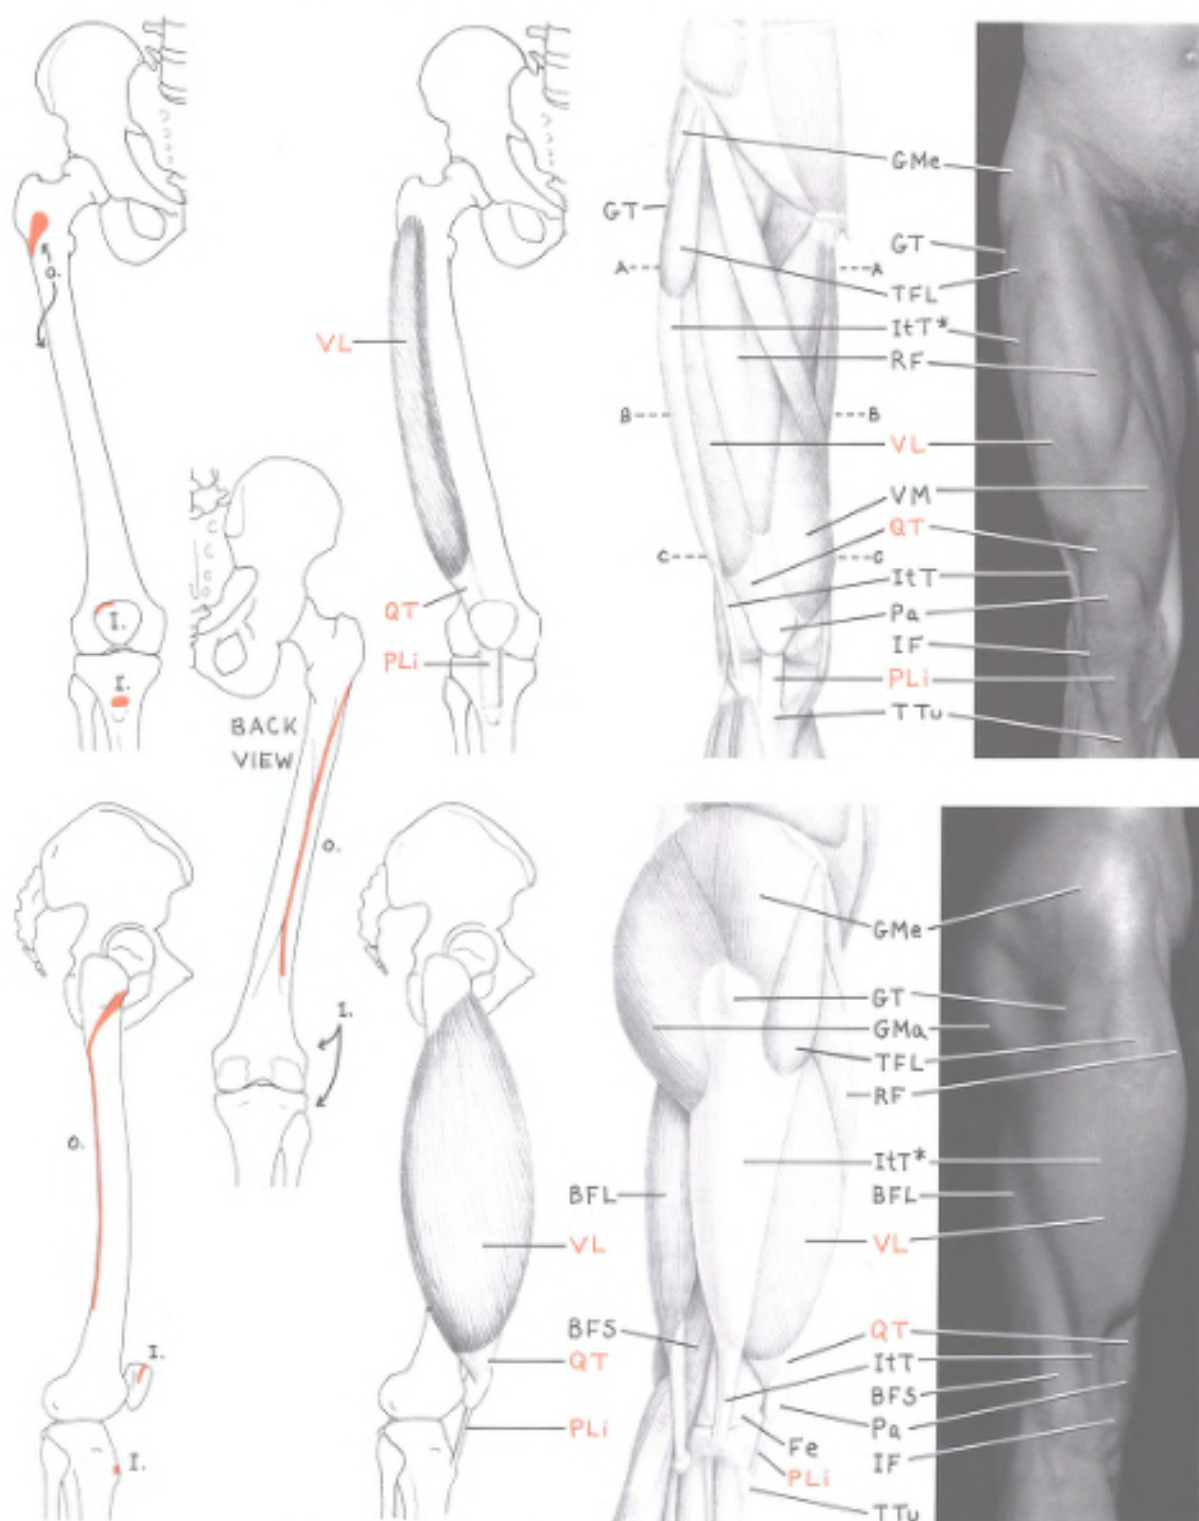 GMe
GT
GT
A
A
TFL
ItT*
RF
VL
B
B
VL
VM
QT
C
C
ItT
Pa
IF
PLi
TTu
o.
QT
PLi
I.
I.
BACK
VIEW
o.
I.
GMe
GT
GMa
TFL
RF
o.
ItT*
BFL
BFL
VL
VL
BFS
QT
QT
ItT
BFS
Pa
I.
PLi
Fe
IF
PLi
I.
TTu